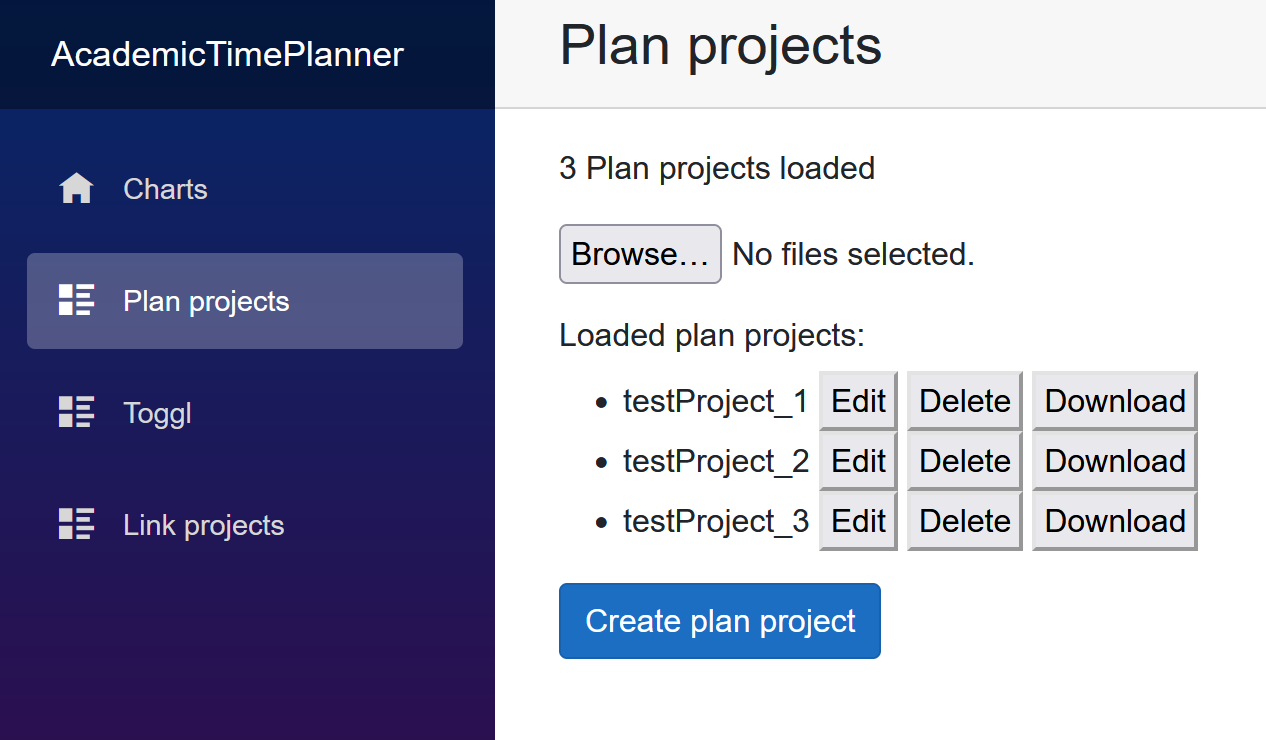 AcademicTimePlanner
Charts
Plan projects
Toggl
Link projects
Plan projects
3 Plan projects loaded
Browse... No files selected.
Loaded plan projects:
• testProject_1 Edit Delete Download
• testProject_2 Edit Delete Download
• testProject_3 Edit Delete Download
Create plan project